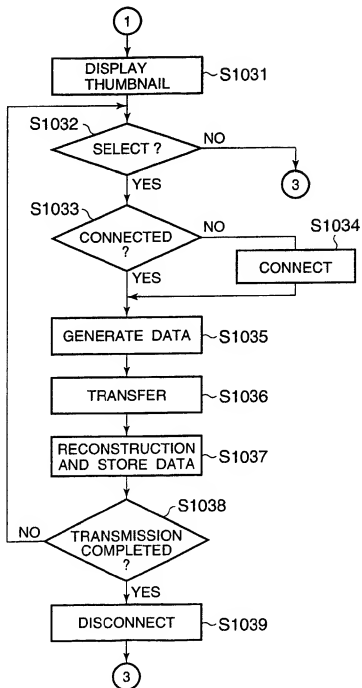 1
DISPLAY
THUMBNAIL
S1031
S1032
SELECT ?
NO
3
YES
S1033
CONNECTED
?
NO
S1034
CONNECT
YES
GENERATE DATA
S1035
TRANSFER
S1036
RECONSTRUCTION
AND STORE DATA
S1037
S1038
NO
TRANSMISSION
COMPLETED
?
YES
DISCONNECT
S1039
3